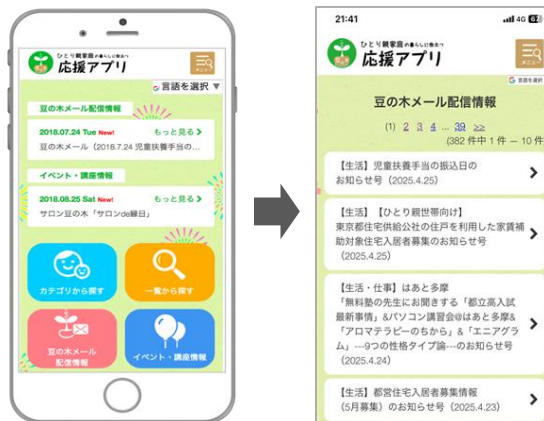 ひとり親家庭の暮らしに役立つ
応援アプリ
メニュー
言語を選択 ▼
豆の木メール配信情報
2018.07.24 Tue New! もっと見る >
豆の木メール（2018.7.24 児童扶養手当の...
イベント・講座情報
2018.08.25 Sat New! もっと見る >
サロン豆の木「サロンde縁日」
カテゴリから探す
一覧から探す
豆の木メール
配信情報
イベント・講座情報
21:41
4G 62
ひとり親家庭の暮らしに役立つ
応援アプリ
メニュー
言語を選択
豆の木メール配信情報
(1) 2 3 4 ... 39 >>
(382 件中 1 件 － 10 件
【生活】児童扶養手当の振込日の
お知らせ号（2025.4.25）
【生活】【ひとり親世帯向け】
東京都住宅供給公社の住戸を利用した家賃補
助対象住宅入居者募集のお知らせ号
（2025.4.25）
【生活・仕事】はあと多摩
「無料塾の先生にお聞きする「都立高入試
最新事情」&パソコン講習会@はあと多摩&
「アロマテラピーのちから」&「エニアグラ
ム」---9つの性格タイプ論---のお知らせ号
（2025.4.24）
【生活】都営住宅入居者募集情報
（5月募集）のお知らせ号（2025.4.23）